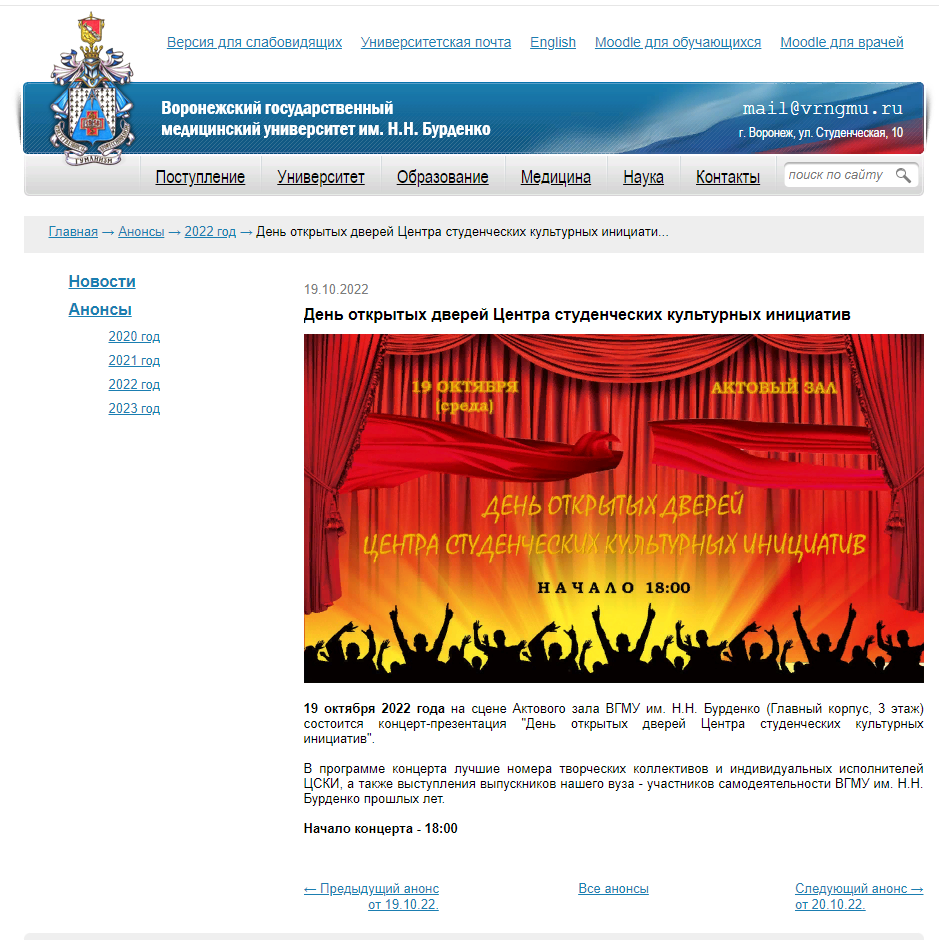 Версия для слабовидящих Университетская почта English Moodle для обучающихся Moodle для врачей
Воронежский государственный
медицинский университет им. Н.Н. Бурденко
mail@vrngmu.ru
г. Воронеж, ул. Студенческая, 10
ГУМАНИЗМ
Поступление Университет Образование Медицина Наука Контакты поиск по сайту
Главная → Анонсы → 2022 год → День открытых дверей Центра студенческих культурных инициати...
Новости
Анонсы
2020 год
2021 год
2022 год
2023 год
19.10.2022
День открытых дверей Центра студенческих культурных инициатив
19 ОКТЯБРЯ
(среда)
АКТОВЫЙ ЗАЛ
ДЕНЬ ОТКРЫТЫХ ДВЕРЕЙ
ЦЕНТРА СТУДЕНЧЕСКИХ КУЛЬТУРНЫХ ИНИЦИАТИВ
НАЧАЛО 18:00
19 октября 2022 года на сцене Актового зала ВГМУ им. Н.Н. Бурденко (Главный корпус, 3 этаж)
состоится концерт-презентация "День открытых дверей Центра студенческих культурных
инициатив".
В программе концерта лучшие номера творческих коллективов и индивидуальных исполнителей
ЦСКИ, а также выступления выпускников нашего вуза - участников самодеятельности ВГМУ им. Н.Н.
Бурденко прошлых лет.
Начало концерта - 18:00
← Предыдущий анонс
от 19.10.22.
Все анонсы
Следующий анонс →
от 20.10.22.